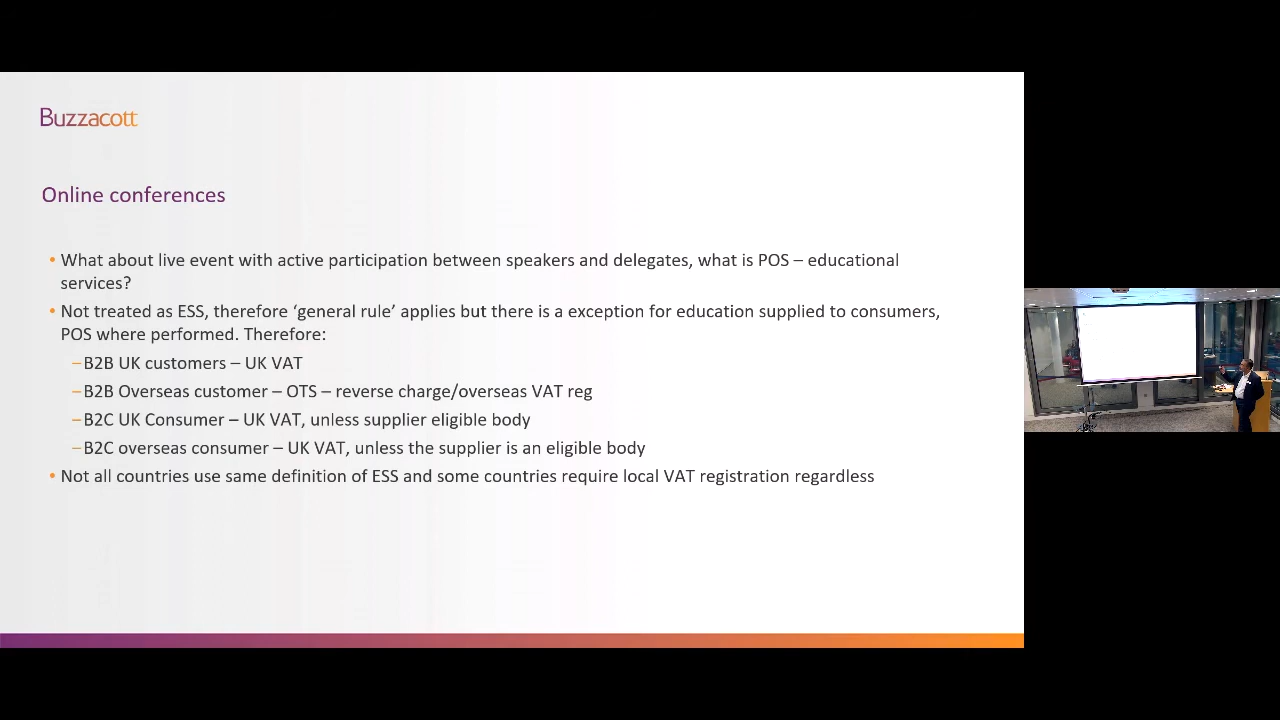 Buzzacott
Online conferences
• What about live event with active participation between speakers and delegates, what is POS – educational
services?
• Not treated as ESS, therefore ‘general rule’ applies but there is a exception for education supplied to consumers,
POS where performed. Therefore:
–B2B UK customers – UK VAT
–B2B Overseas customer – OTS – reverse charge/overseas VAT reg
–B2C UK Consumer – UK VAT, unless supplier eligible body
–B2C overseas consumer – UK VAT, unless the supplier is an eligible body
• Not all countries use same definition of ESS and some countries require local VAT registration regardless